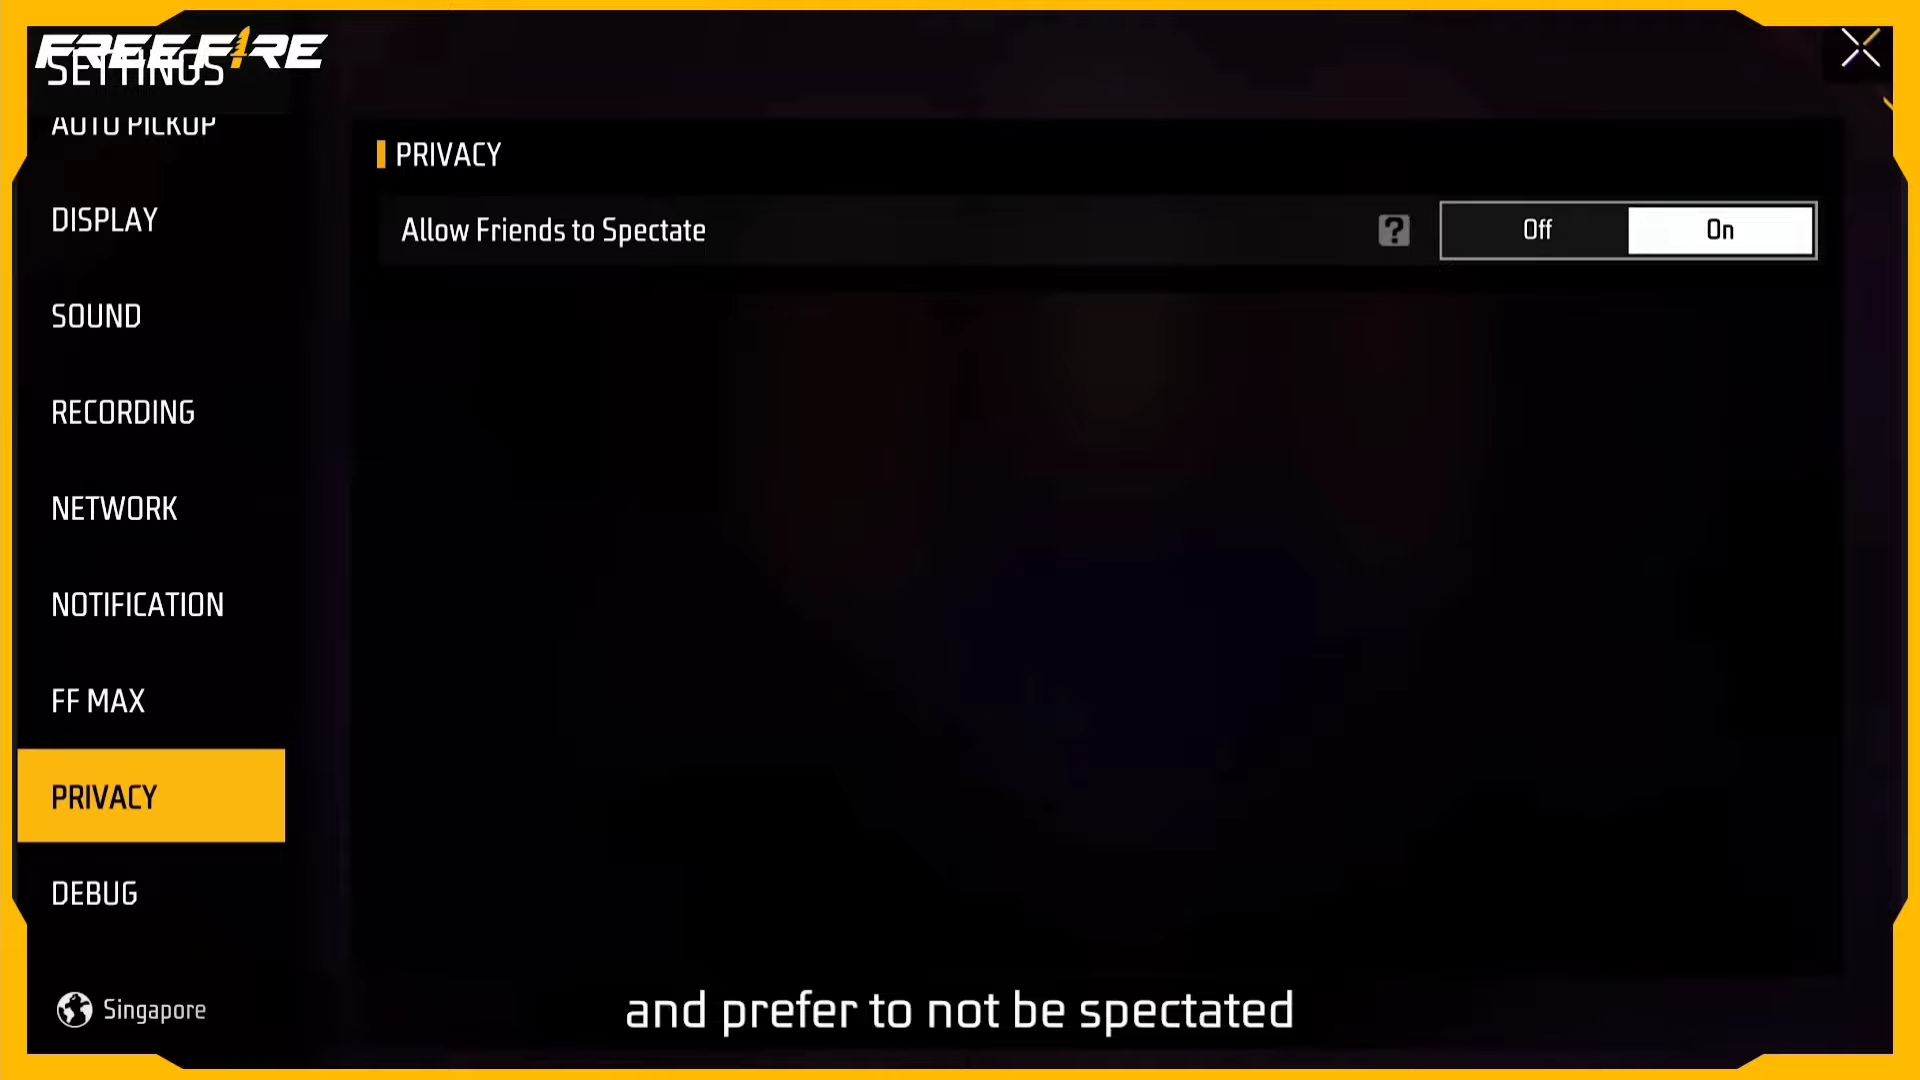 FREE FIRE
SETTINGS
AUTO PICKUP
DISPLAY
SOUND
RECORDING
NETWORK
NOTIFICATION
FF MAX
PRIVACY
DEBUG
Singapore
PRIVACY
Allow Friends to Spectate ? Off On
and prefer to not be spectated